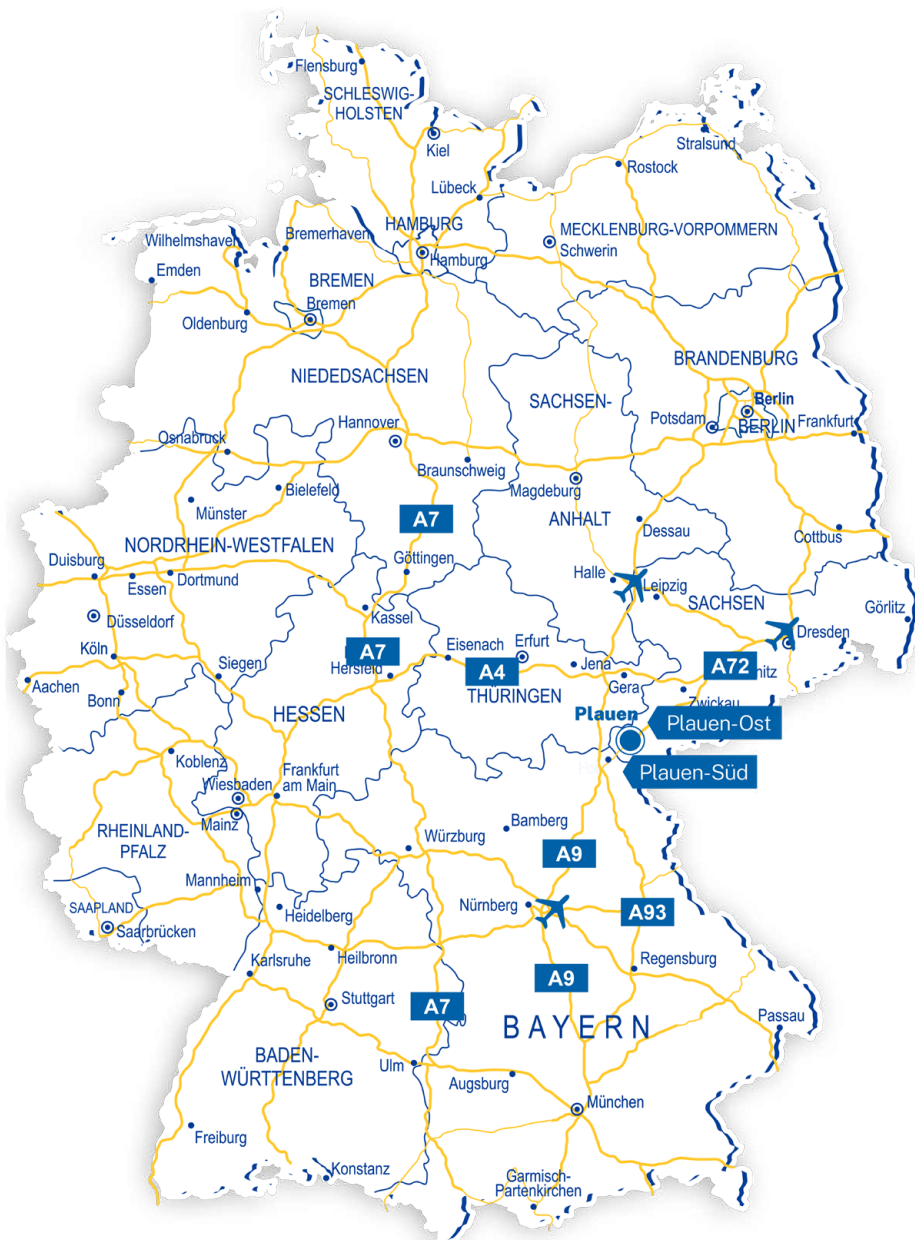 Flensburg
SCHLESWIG-
HOLSTEN
Kiel
Stralsund
Rostock
Lübeck
HAMBURG
MECKLENBURG-VORPOMMERN
Wilhelmshaven
Bremerhaven
Schwerin
Hamburg
Emden
BREMEN
Bremen
Oldenburg
BRANDENBURG
NIEDEDSACHSEN
SACHSEN-
Berlin
Hannover
Potsdam
BERLIN
Frankfurt
Osnabruck
Braunschweig
Bielefeld
Magdeburg
Münster
A7
ANHALT
Dessau
Cottbus
NORDRHEIN-WESTFALEN
Duisburg
Göttingen
Essen
Dortmund
Halle
Leipzig
SACHSEN
Görlitz
Kassel
Düsseldorf
Dresden
Köln
Eisenach
Erfurt
A7
Hersfeld
Siegen
A4
Jena
A72
nitz
Aachen
Gera
Bonn
THÜRINGEN
Zwickau
HESSEN
Plauen
Plauen-Ost
Koblenz
Plauen-Süd
Wiesbaden
Frankfurt
am Main
Mainz
Bamberg
RHEINLAND-
PFALZ
Würzburg
A9
Mannheim
SAAPLAND
Heidelberg
Nürnberg
A93
Saarbrücken
Karlsruhe
Heilbronn
Regensburg
A9
Stuttgart
A7
Passau
BAYERN
BADEN-
WÜRTTENBERG
Ulm
Augsburg
München
Freiburg
Konstanz
Garmisch-
Partenkirchen